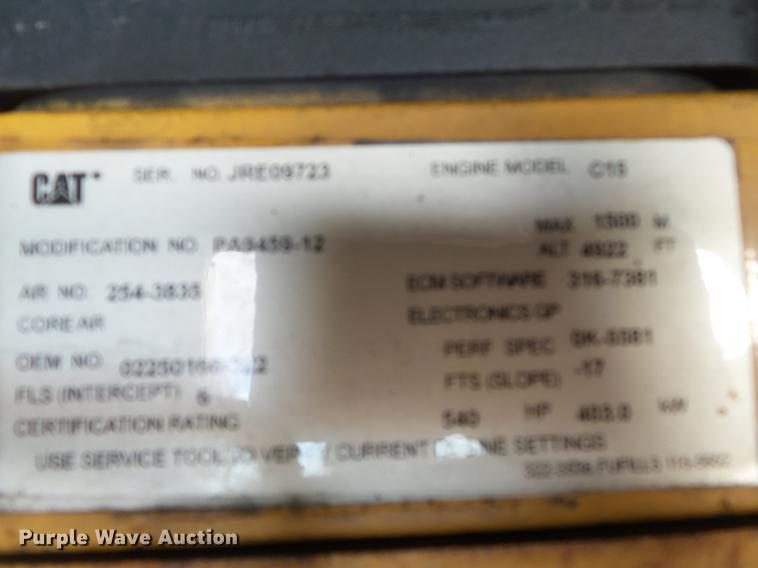 CAT SER. NO. JRE09723 ENGINE MODEL C15
MODIFICATION NO PA9459-12 MAX 1500 M
ALT 4922 FT
AIR NO. 254-3835 ECM SOFTWARE 316-7381
CORE AIR ELECTRONICS GP
OEM NO. PERF SPEC 0K-5581
FLS (INTERCEPT) 6 FTS (SLOPE) -17
CERTIFICATION RATING 540 HP 403.0 kW
USE SERVICE TOOL TO VERIFY CURRENT ENGINE SETTINGS
Purple Wave Auction